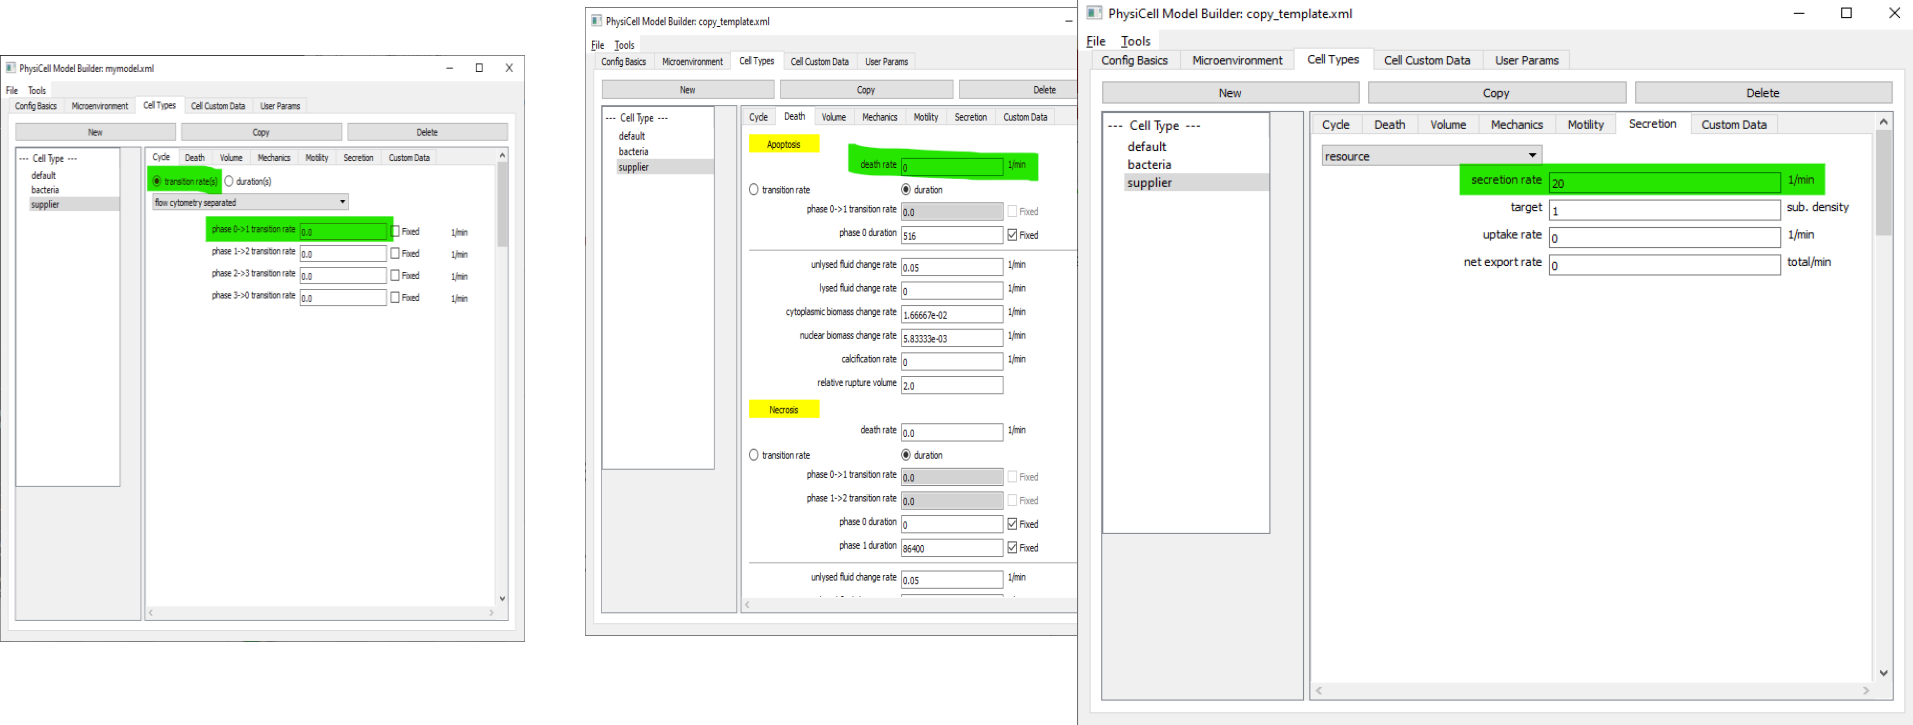 PhysiCell Model Builder: mymodel.xml
File Tools
Config Basics Microenvironment Cell Types Cell Custom Data User Params
New Copy Delete
--- Cell Type ---
default
bacteria
supplier
Cycle Death Volume Mechanics Motility Secretion Custom Data
transition rate(s) duration(s)
flow cytometry separated
phase 0->1 transition rate 0.0 Fixed 1/min
phase 1->2 transition rate 0.0 Fixed 1/min
phase 2->3 transition rate 0.0 Fixed 1/min
phase 3->0 transition rate 0.0 Fixed 1/min
PhysiCell Model Builder: copy_template.xml
File Tools
Config Basics Microenvironment Cell Types Cell Custom Data User Params
New Copy Delete
--- Cell Type ---
default
bacteria
supplier
Cycle Death Volume Mechanics Motility Secretion Custom Data
Apoptosis
death rate 0 1/min
transition rate duration
phase 0->1 transition rate 0.0 Fixed
phase 0 duration 516 Fixed
unlysed fluid change rate 0.05 1/min
lysed fluid change rate 0 1/min
cytoplasmic biomass change rate 1.66667e-02 1/min
nuclear biomass change rate 5.83333e-03 1/min
calcification rate 0 1/min
relative rupture volume 2.0
Necrosis
death rate 0.0 1/min
transition rate duration
phase 0->1 transition rate 0.0 Fixed
phase 1->2 transition rate 0.0 Fixed
phase 0 duration 0 Fixed
phase 1 duration 86400 Fixed
unlysed fluid change rate 0.05 1/min
PhysiCell Model Builder: copy_template.xml
File Tools
Config Basics Microenvironment Cell Types Cell Custom Data User Params
New Copy Delete
--- Cell Type ---
default
bacteria
supplier
Cycle Death Volume Mechanics Motility Secretion Custom Data
resource
secretion rate 20 1/min
target 1 sub. density
uptake rate 0 1/min
net export rate 0 total/min